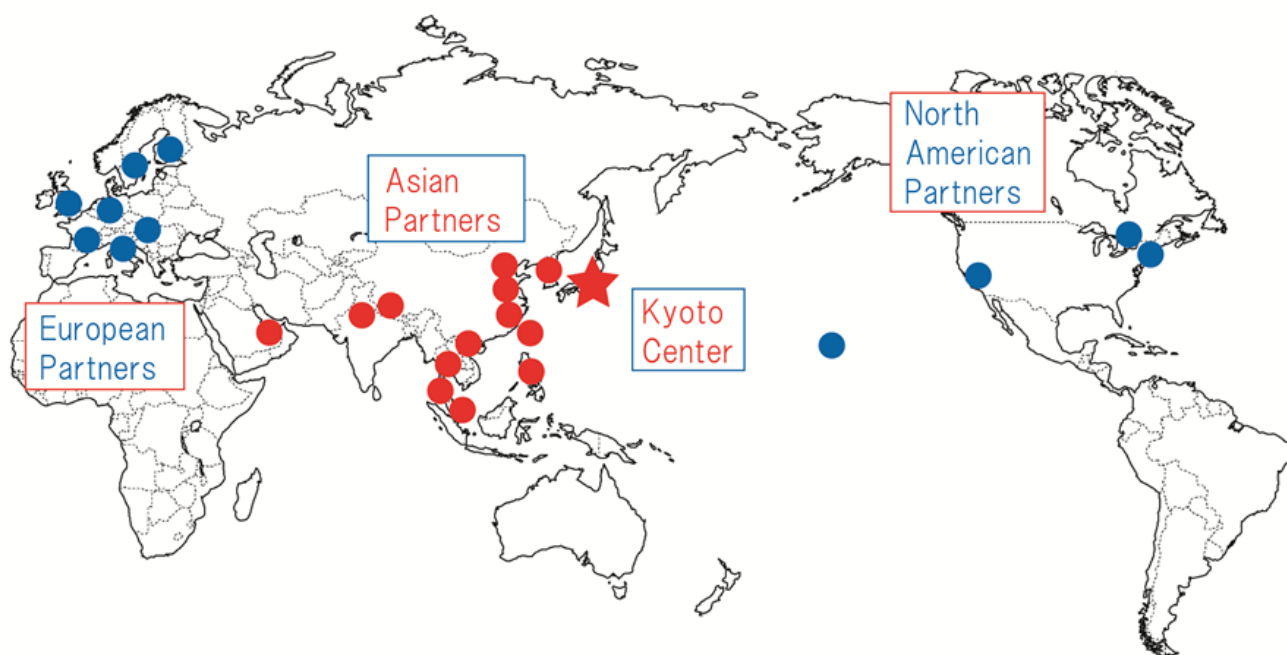 North
American
Partners
Asian
Partners
Kyoto
Center
European
Partners